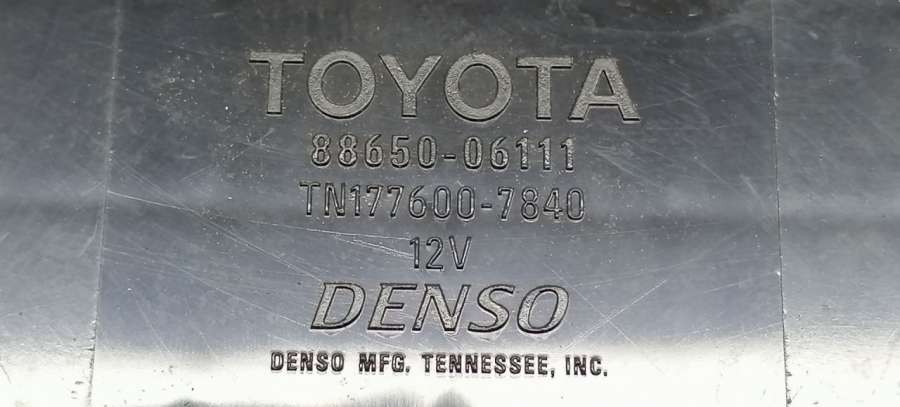 TOYOTA
88650-06111
TN177600-7840
12V
DENSO
DENSO MFG. TENNESSEE, INC.